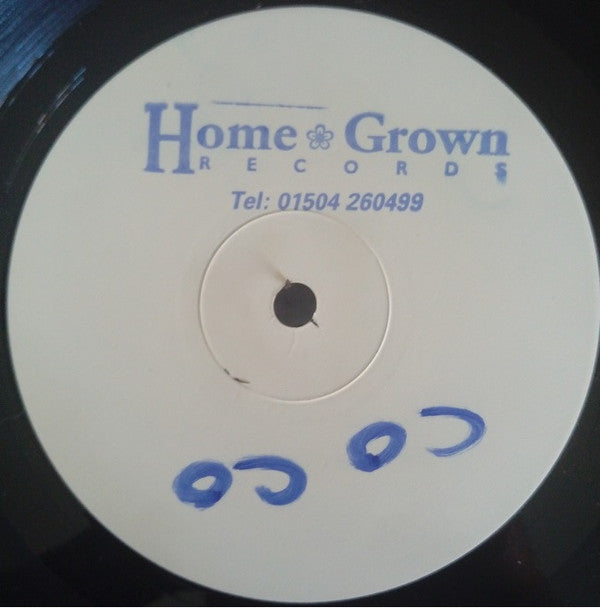 Home Grown
RECORDS
Tel: 01504 260499